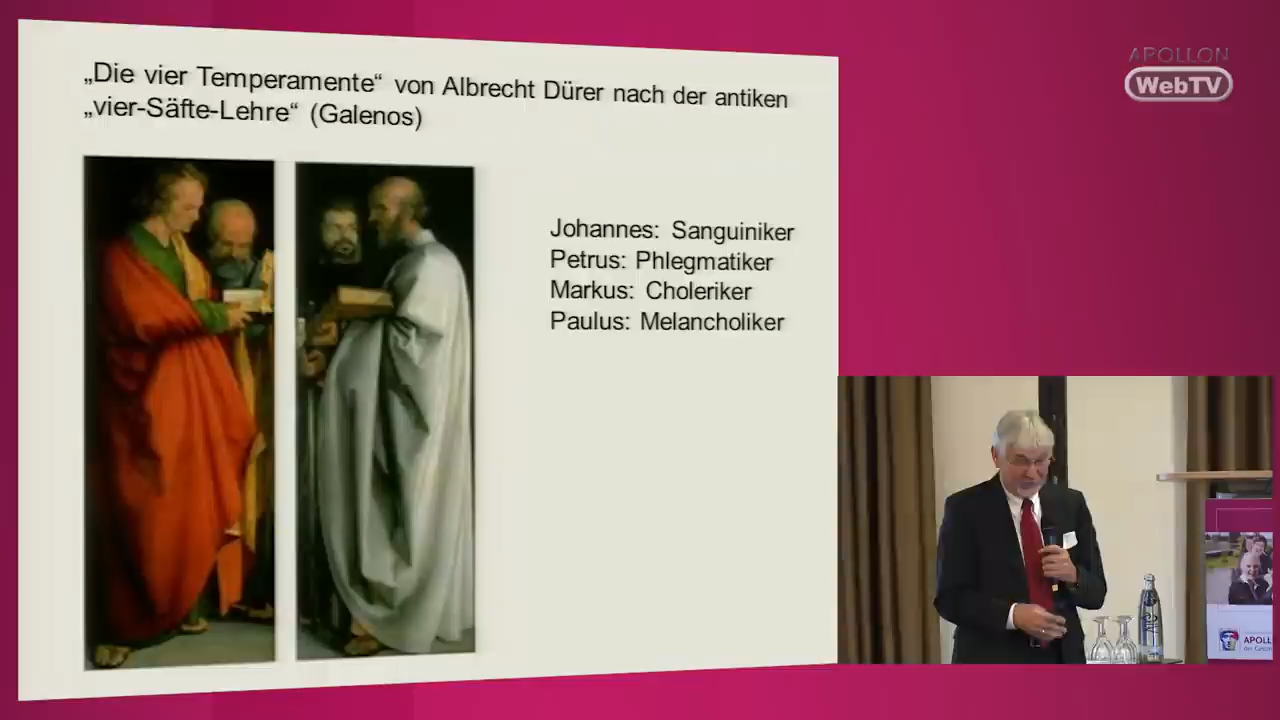 „Die vier Temperamente“ von Albrecht Dürer nach der antiken
„vier-Säfte-Lehre“ (Galenos)
Johannes: Sanguiniker
Petrus: Phlegmatiker
Markus: Choleriker
Paulus: Melancholiker
APOLLON
WebTV
APOLL